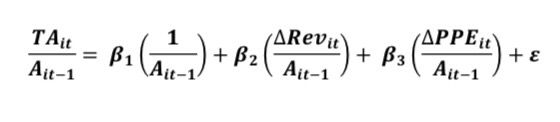 TA_it / A_it−1 = β₁ (1 / A_it−1) + β₂ (ΔRev_it / A_it−1) + β₃ (ΔPPE_it / A_it−1) + ε